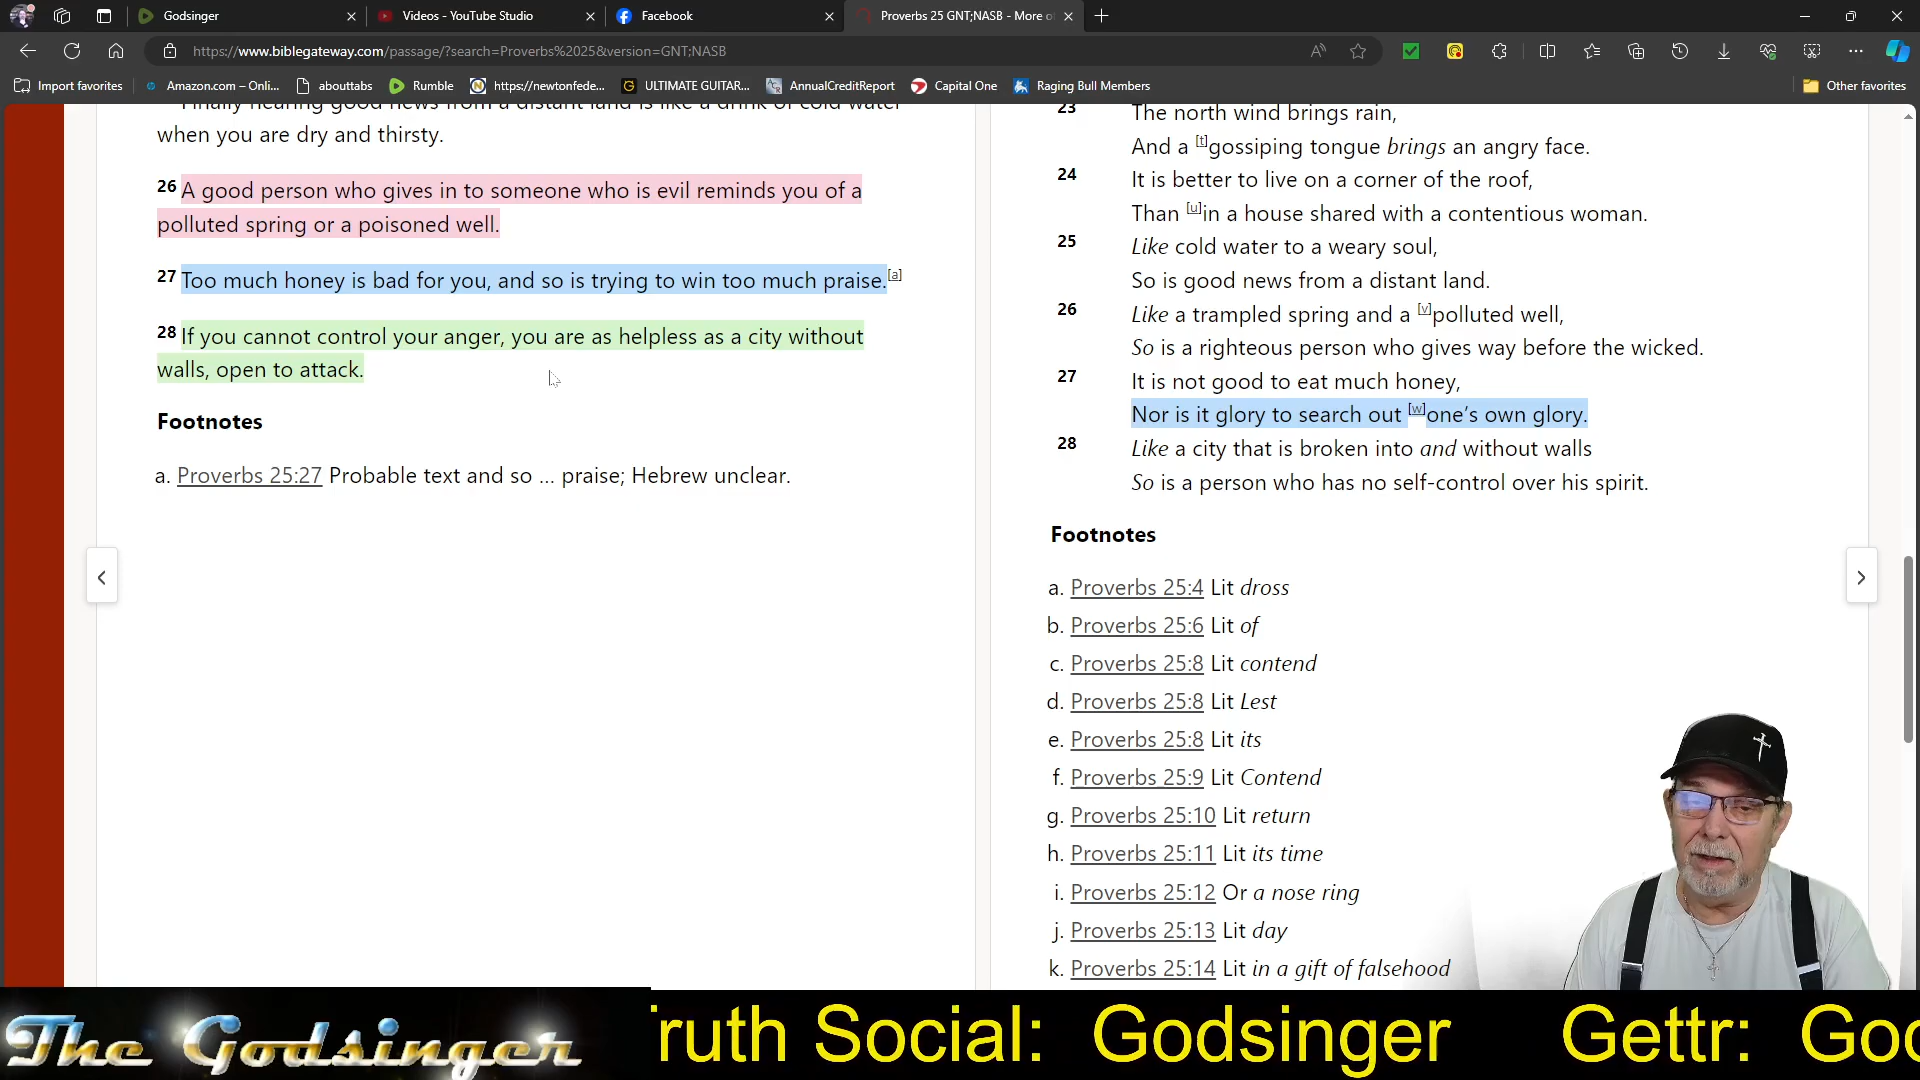 Godsinger
Videos - YouTube Studio
Facebook
Proverbs 25 GNT;NASB - More o
https://www.biblegateway.com/passage/?search=Proverbs%2025&version=GNT;NASB
Import favorites
Amazon.com – Onli...
abouttabs
Rumble
https://newtonfede...
ULTIMATE GUITAR...
AnnualCreditReport
Capital One
Raging Bull Members
Other favorites
Finally hearing good news from a distant land is like a drink of cold water
when you are dry and thirsty.
26 A good person who gives in to someone who is evil reminds you of a
polluted spring or a poisoned well.
27 Too much honey is bad for you, and so is trying to win too much praise.[a]
28 If you cannot control your anger, you are as helpless as a city without
walls, open to attack.
Footnotes
a. Proverbs 25:27 Probable text and so ... praise; Hebrew unclear.
23 The north wind brings rain,
And a [t]gossiping tongue brings an angry face.
24 It is better to live on a corner of the roof,
Than [u]in a house shared with a contentious woman.
25 Like cold water to a weary soul,
So is good news from a distant land.
26 Like a trampled spring and a [v]polluted well,
So is a righteous person who gives way before the wicked.
27 It is not good to eat much honey,
Nor is it glory to search out [w]one's own glory.
28 Like a city that is broken into and without walls
So is a person who has no self-control over his spirit.
Footnotes
a. Proverbs 25:4 Lit dross
b. Proverbs 25:6 Lit of
c. Proverbs 25:8 Lit contend
d. Proverbs 25:8 Lit Lest
e. Proverbs 25:8 Lit its
f. Proverbs 25:9 Lit Contend
g. Proverbs 25:10 Lit return
h. Proverbs 25:11 Lit its time
i. Proverbs 25:12 Or a nose ring
j. Proverbs 25:13 Lit day
k. Proverbs 25:14 Lit in a gift of falsehood
The Godsinger
ruth Social: Godsinger Gettr: Goo